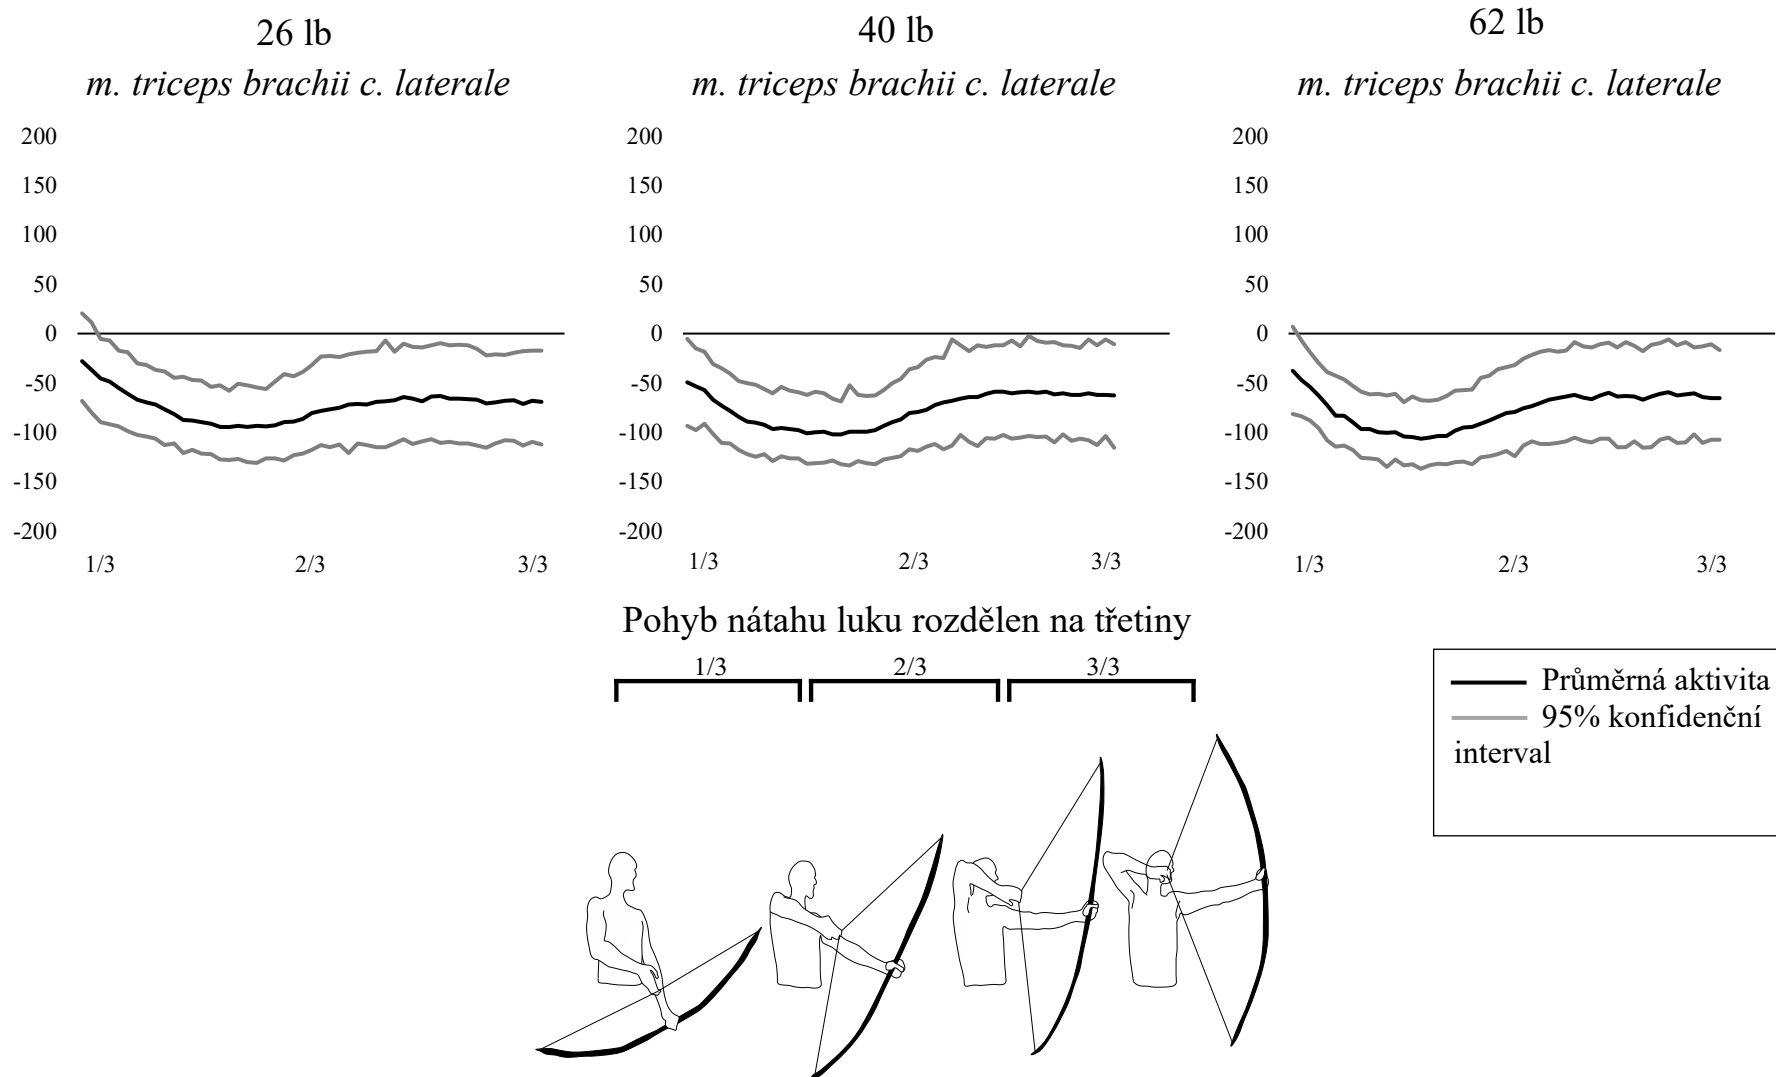 26 lb
m. triceps brachii c. laterale
200
150
100
50
0
-50
-100
-150
-200
1/3 2/3 3/3
40 lb
m. triceps brachii c. laterale
200
150
100
50
0
-50
-100
-150
-200
1/3 2/3 3/3
62 lb
m. triceps brachii c. laterale
200
150
100
50
0
-50
-100
-150
-200
1/3 2/3 3/3
Pohyb nátahu luku rozdělen na třetiny
1/3 2/3 3/3
Průměrná aktivita
95% konfidenční
interval